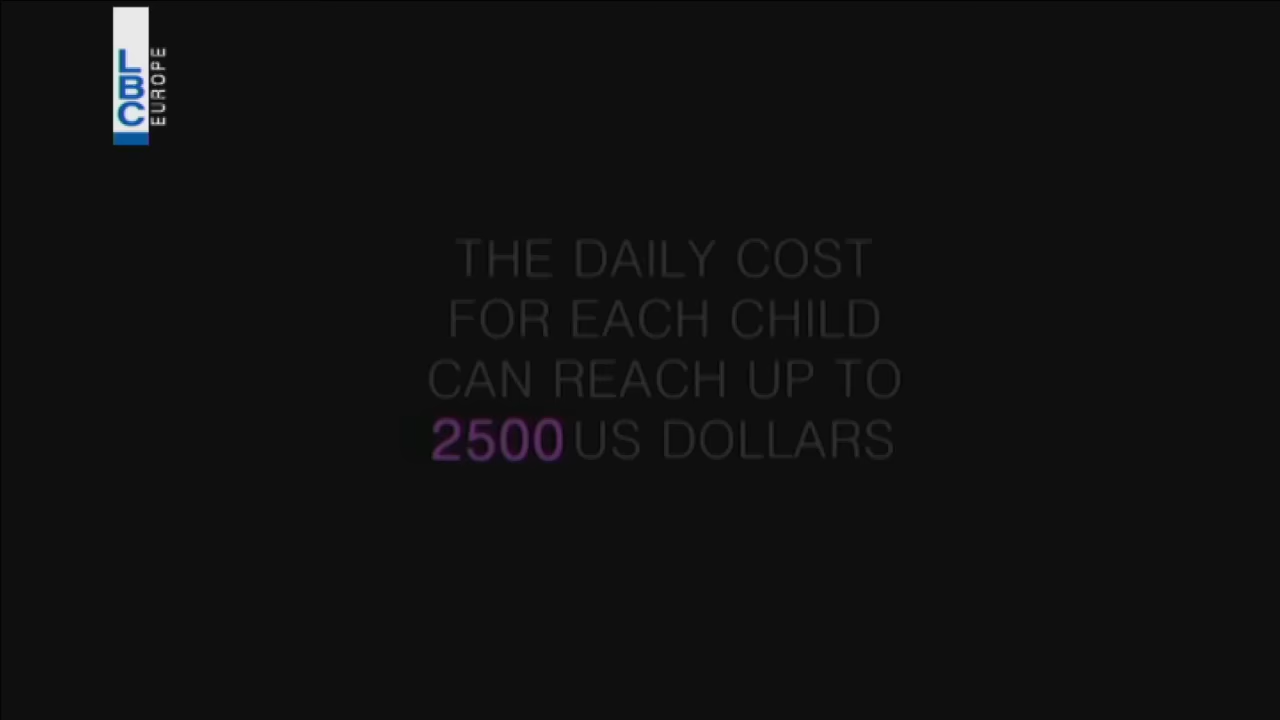 LBC
EUROPE
THE DAILY COST
FOR EACH CHILD
CAN REACH UP TO
2500 US DOLLARS